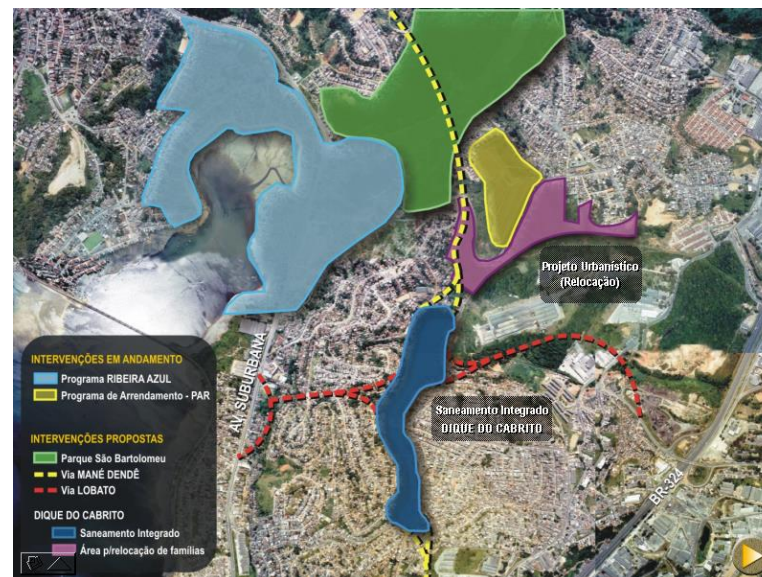 Projeto Urbanístico
(Relocação)
AV. SUBURBANA
Saneamento Integrado
DIQUE DO CABRITO
BR-324
INTERVENÇÕES EM ANDAMENTO
Programa RIBEIRA AZUL
Programa de Arrendamento - PAR
INTERVENÇÕES PROPOSTAS
Parque São Bartolomeu
Via MANÉ DENDÊ
Via LOBATO
DIQUE DO CABRITO
Saneamento Integrado
Área p/relocação de famílias